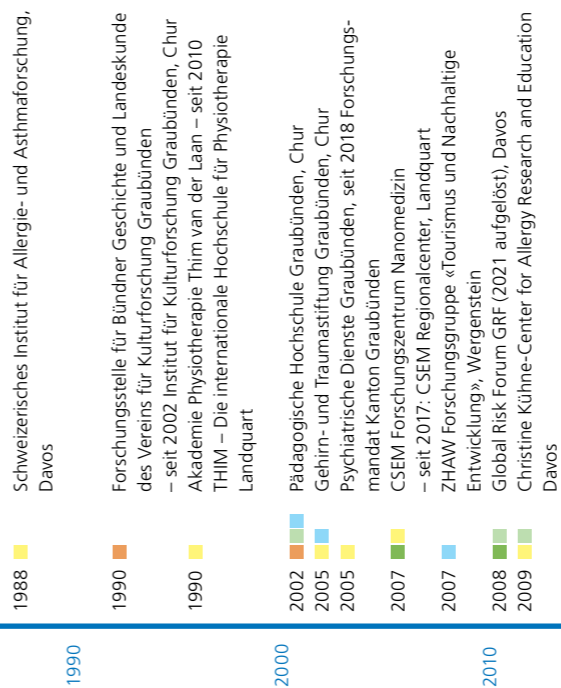 1990
2000
2010
1988 Schweizerisches Institut für Allergie- und Asthmaforschung,
Davos
1990 Forschungsstelle für Bündner Geschichte und Landeskunde
des Vereins für Kulturforschung Graubünden
– seit 2002 Institut für Kulturforschung Graubünden, Chur
1990 Akademie Physiotherapie Thim van der Laan – seit 2010
THIM – Die internationale Hochschule für Physiotherapie
Landquart
2002 Pädagogische Hochschule Graubünden, Chur
2005 Gehirn- und Traumastiftung Graubünden, Chur
2005 Psychiatrische Dienste Graubünden, seit 2018 Forschungs-
mandat Kanton Graubünden
2007 CSEM Forschungszentrum Nanomedizin
– seit 2017: CSEM Regionalcenter, Landquart
2007 ZHAW Forschungsgruppe «Tourismus und Nachhaltige
Entwicklung», Wergenstein
2008 Global Risk Forum GRF (2021 aufgelöst), Davos
2009 Christine Kühne-Center for Allergy Research and Education
Davos